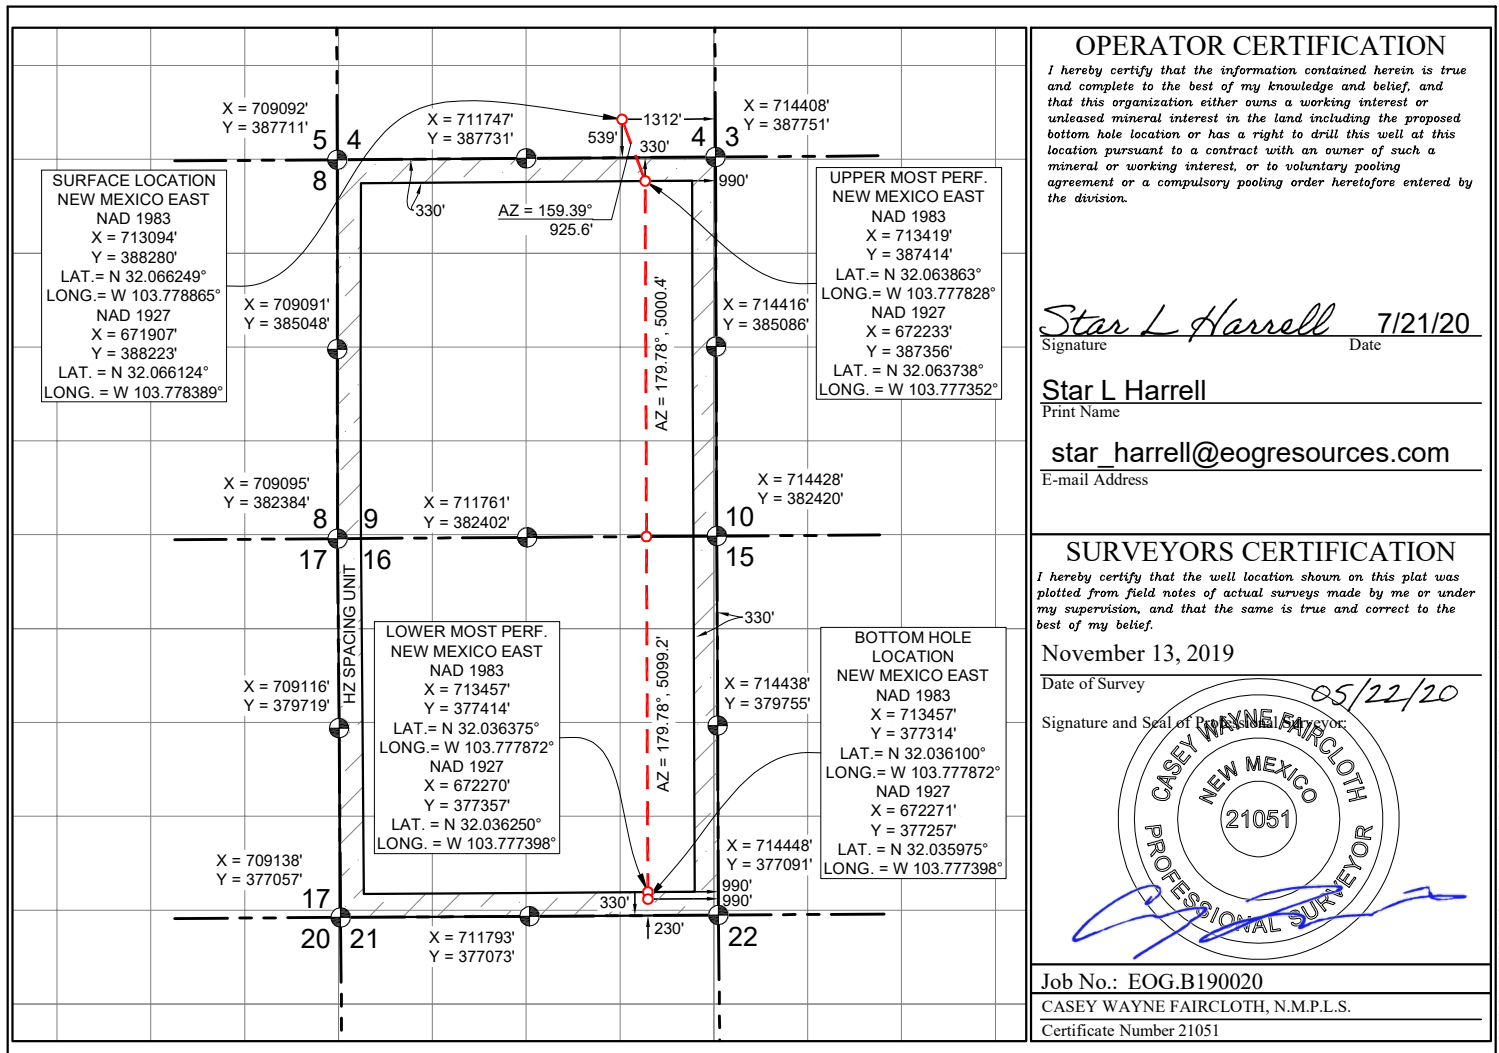 X = 709092'
Y = 387711'
5 4
8
X = 711747'
Y = 387731'
1312'
539'
330'
4 3
X = 714408'
Y = 387751'
990'
330'
AZ = 159.39°
925.6'
SURFACE LOCATION
NEW MEXICO EAST
NAD 1983
X = 713094'
Y = 388280'
LAT.= N 32.066249°
LONG.= W 103.778865°
NAD 1927
X = 671907'
Y = 388223'
LAT. = N 32.066124°
LONG. = W 103.778389°
UPPER MOST PERF.
NEW MEXICO EAST
NAD 1983
X = 713419'
Y = 387414'
LAT.= N 32.063863°
LONG.= W 103.777828°
NAD 1927
X = 672233'
Y = 387356'
LAT. = N 32.063738°
LONG. = W 103.777352°
X = 709091'
Y = 385048'
X = 714416'
Y = 385086'
AZ = 179.78°, 5000.4'
X = 709095'
Y = 382384'
8 9
17 16
X = 711761'
Y = 382402'
X = 714428'
Y = 382420'
10
15
HZ SPACING UNIT
330'
LOWER MOST PERF.
NEW MEXICO EAST
NAD 1983
X = 713457'
Y = 377414'
LAT.= N 32.036375°
LONG.= W 103.777872°
NAD 1927
X = 672270'
Y = 377357'
LAT. = N 32.036250°
LONG. = W 103.777398°
AZ = 179.78°, 5099.2'
BOTTOM HOLE
LOCATION
NEW MEXICO EAST
NAD 1983
X = 713457'
Y = 377314'
LAT.= N 32.036100°
LONG.= W 103.777872°
NAD 1927
X = 672271'
Y = 377257'
LAT. = N 32.035975°
LONG. = W 103.777398°
X = 709116'
Y = 379719'
X = 714438'
Y = 379755'
X = 709138'
Y = 377057'
17
20 21
X = 714448'
Y = 377091'
990'
990'
330'
230'
22
X = 711793'
Y = 377073'
OPERATOR CERTIFICATION
I hereby certify that the information contained herein is true
and complete to the best of my knowledge and belief, and
that this organization either owns a working interest or
unleased mineral interest in the land including the proposed
bottom hole location or has a right to drill this well at this
location pursuant to a contract with an owner of such a
mineral or working interest, or to voluntary pooling
agreement or a compulsory pooling order heretofore entered by
the division.
Star L Harrell 7/21/20
Signature Date
Star L Harrell
Print Name
star_harrell@eogresources.com
E-mail Address
SURVEYORS CERTIFICATION
I hereby certify that the well location shown on this plat was
plotted from field notes of actual surveys made by me or under
my supervision, and that the same is true and correct to the
best of my belief.
November 13, 2019
Date of Survey
05/22/20
Signature and Seal of Professional Surveyor:
CASEY WAYNE FAIRCLOTH
NEW MEXICO
21051
PROFESSIONAL SURVEYOR
Job No.: EOG.B190020
CASEY WAYNE FAIRCLOTH, N.M.P.L.S.
Certificate Number 21051